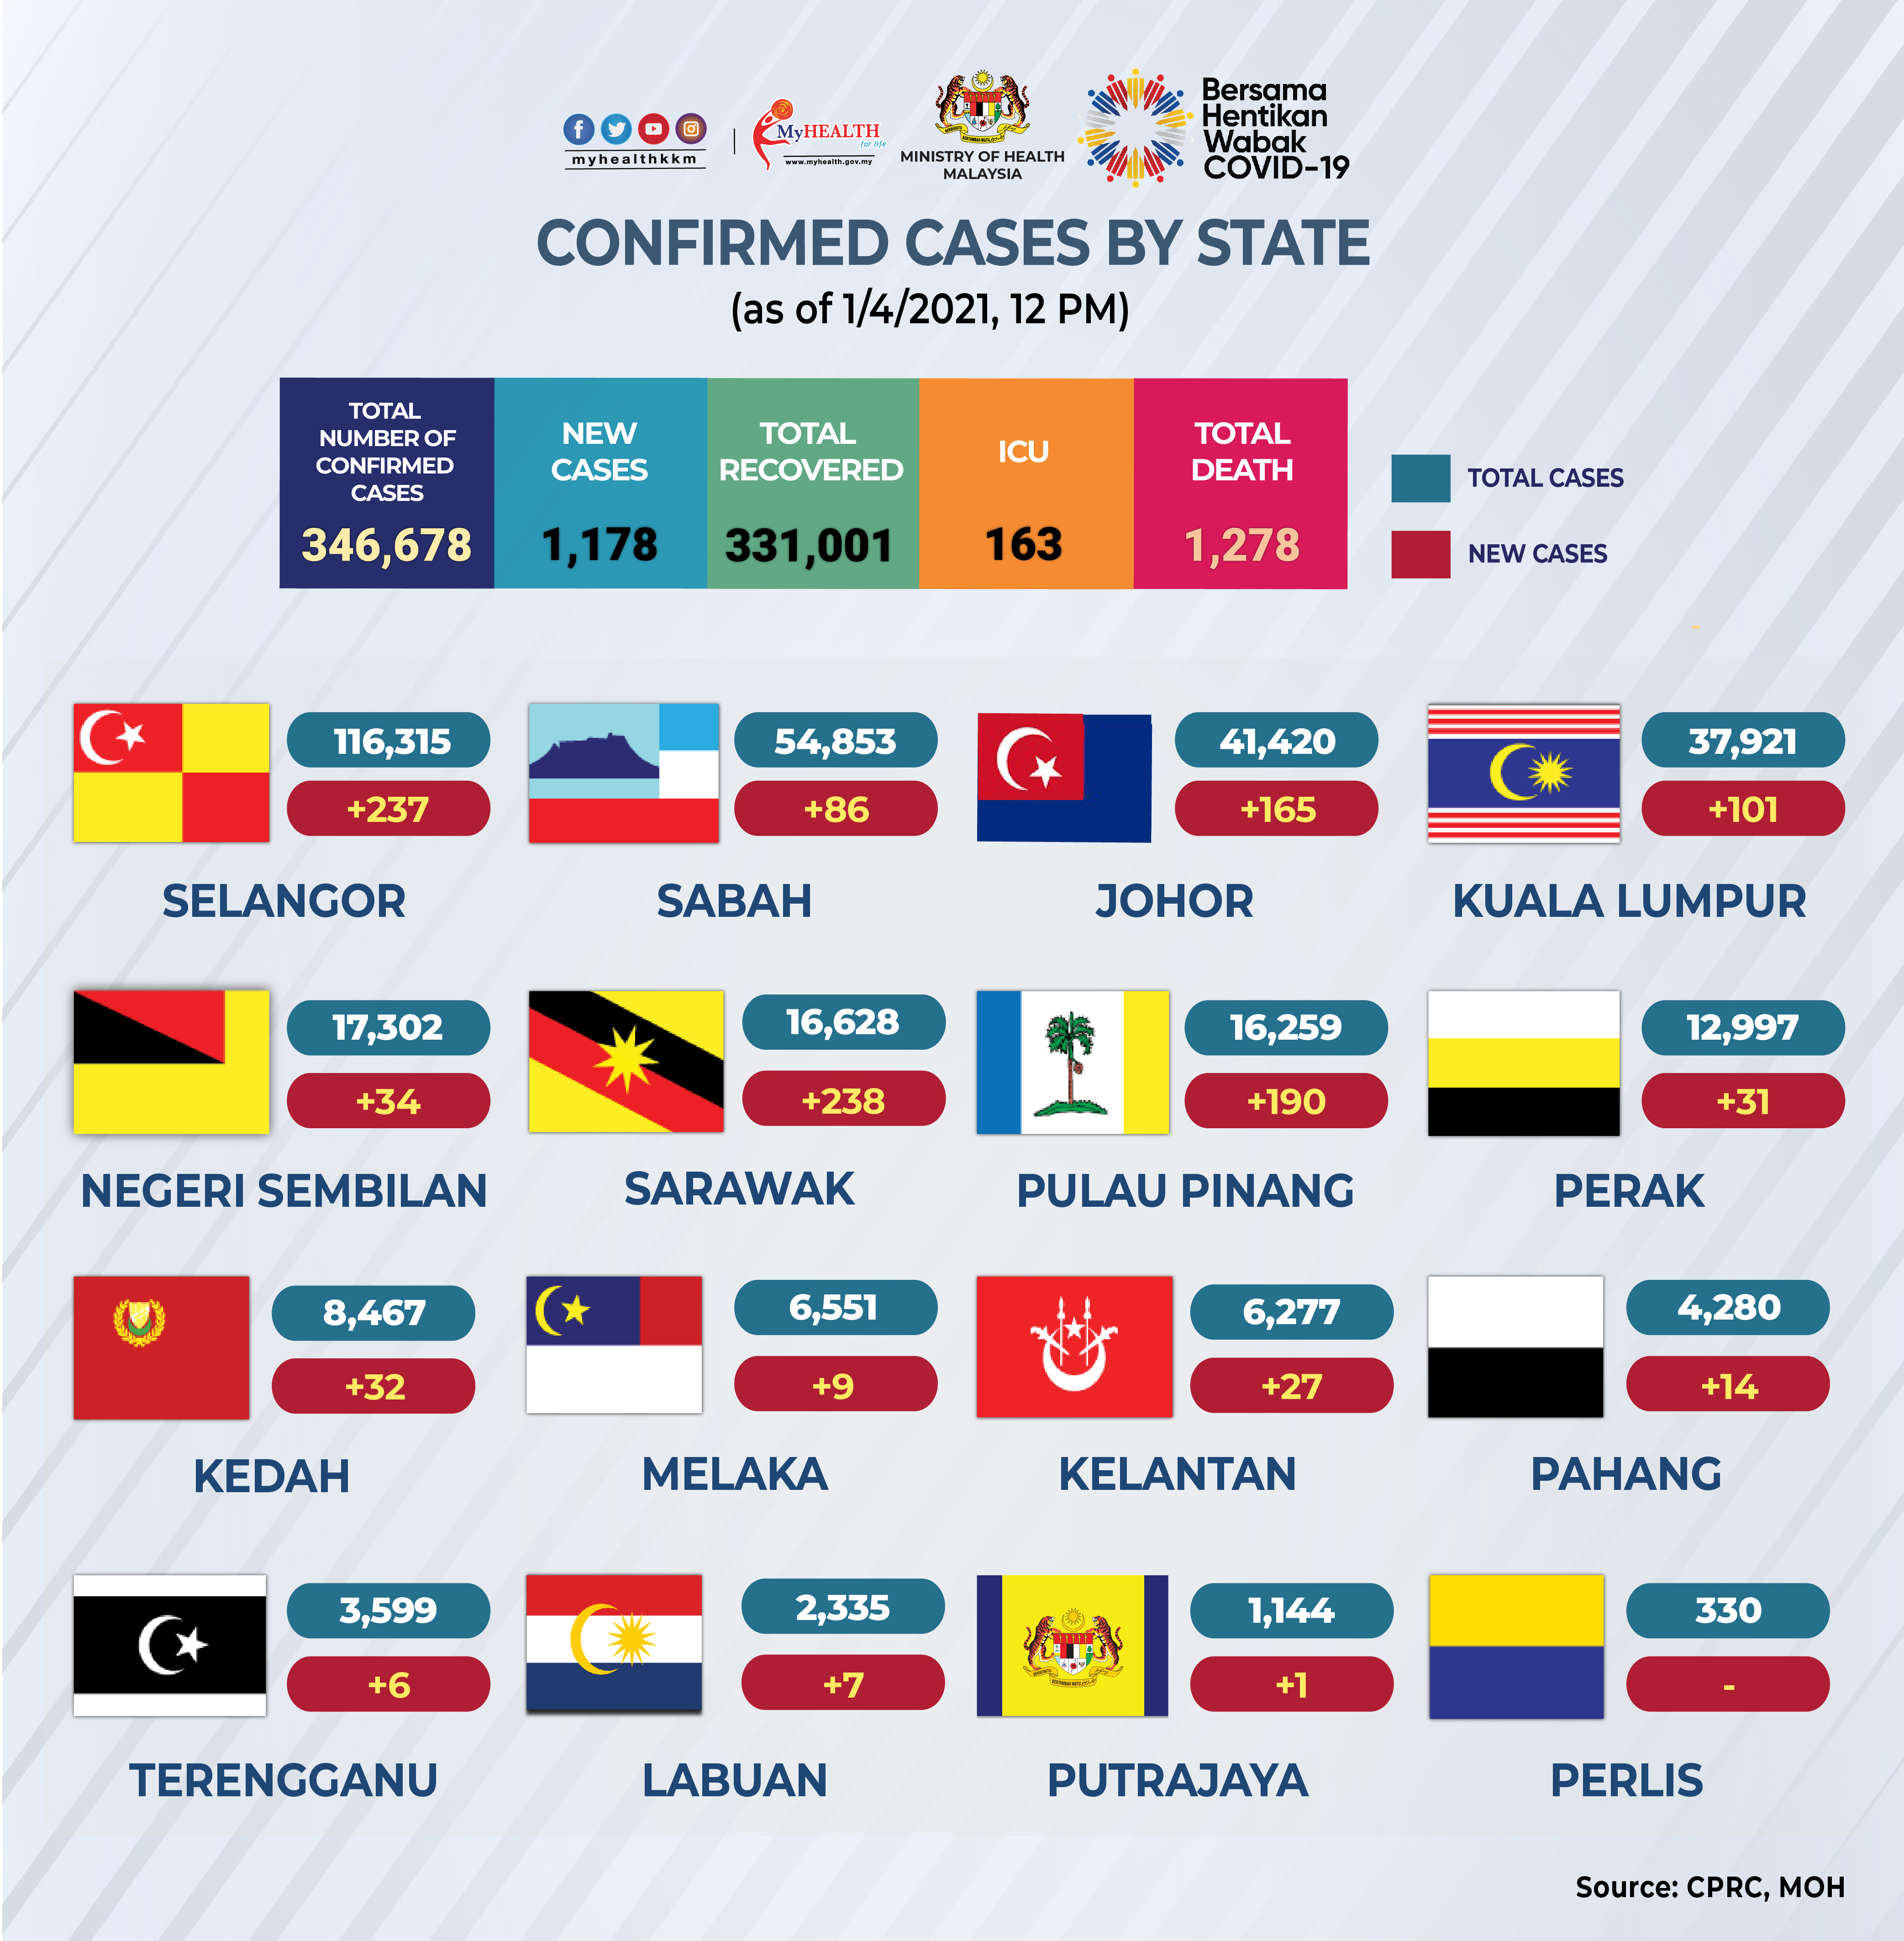 myhealthkkm
MyHEALTH
for life
www.myhealth.gov.my
MINISTRY OF HEALTH
MALAYSIA
Bersama
Hentikan
Wabak
COVID-19
CONFIRMED CASES BY STATE
(as of 1/4/2021, 12 PM)
TOTAL
NUMBER OF
CONFIRMED
CASES
346,678
NEW
CASES
1,178
TOTAL
RECOVERED
331,001
ICU
163
TOTAL
DEATH
1,278
TOTAL CASES
NEW CASES
116,315
+237
SELANGOR
54,853
+86
SABAH
41,420
+165
JOHOR
37,921
+101
KUALA LUMPUR
17,302
+34
NEGERI SEMBILAN
16,628
+238
SARAWAK
16,259
+190
PULAU PINANG
12,997
+31
PERAK
8,467
+32
KEDAH
6,551
+9
MELAKA
6,277
+27
KELANTAN
4,280
+14
PAHANG
3,599
+6
TERENGGANU
2,335
+7
LABUAN
1,144
+1
PUTRAJAYA
330
-
PERLIS
Source: CPRC, MOH